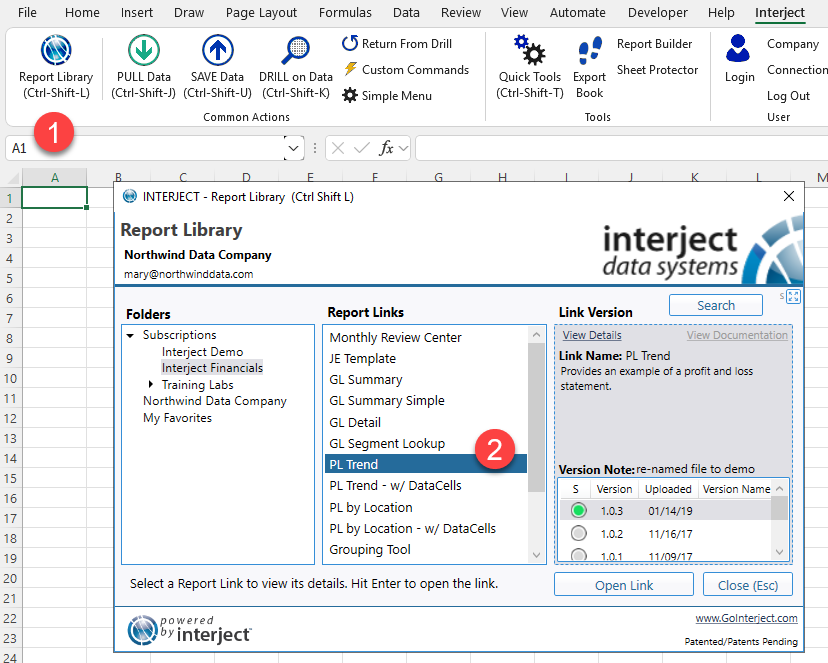 File Home Insert Draw Page Layout Formulas Data Review View Automate Developer Help Interject
Report Library
(Ctrl-Shift-L)
PULL Data
(Ctrl-Shift-J)
SAVE Data
(Ctrl-Shift-U)
DRILL on Data
(Ctrl-Shift-K)
Return From Drill
Custom Commands
Simple Menu
Common Actions
Quick Tools
(Ctrl-Shift-T)
Export
Book
Report Builder
Sheet Protector
Tools
Login
Company
Connection
Log Out
User
1
A1
fx
A B C D E F G H I J K L M
1
2
3
4
5
6
7
8
9
10
11
12
13
14
15
16
17
18
19
20
21
22
23
24
INTERJECT - Report Library (Ctrl Shift L)
Report Library
Northwind Data Company
mary@northwinddata.com
interject
data systems
Folders
Subscriptions
Interject Demo
Interject Financials
Training Labs
Northwind Data Company
My Favorites
Report Links
Monthly Review Center
JE Template
GL Summary
GL Summary Simple
GL Detail
GL Segment Lookup
PL Trend
PL Trend - w/ DataCells
PL by Location
PL by Location - w/ DataCells
Grouping Tool
2
Link Version
Search
S
View Details View Documentation
Link Name: PL Trend
Provides an example of a profit and loss
statement.
Version Note: re-named file to demo
S Version Uploaded Version Name
1.0.3 01/14/19
1.0.2 11/16/17
1.0.1 11/09/17
Select a Report Link to view its details. Hit Enter to open the link.
Open Link
Close (Esc)
powered
by interject™
www.GoInterject.com
Patented/Patents Pending